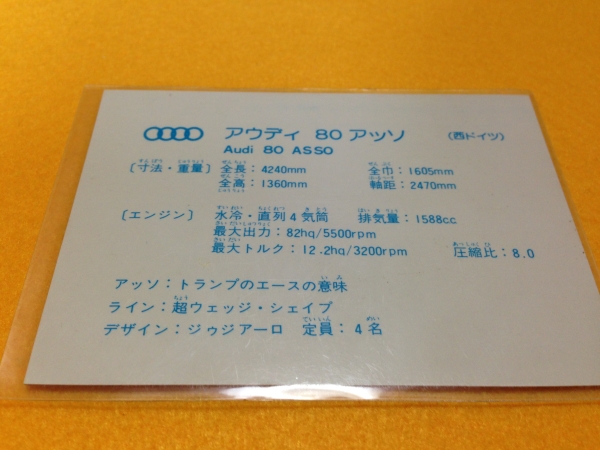 アウディ 80 アッソ (西ドイツ)
Audi 80 ASSO
〔寸法・重量〕 全長：4240mm 全巾：1605mm
全高：1360mm 軸距：2470mm
〔エンジン〕 水冷・直列4気筒 排気量：1588cc
最大出力：82hq/5500rpm
最大トルク：12.2hg/3200rpm 圧縮比：8.0
アッソ：トランプのエースの意味
ライン：超ウェッジ・シェイプ
デザイン：ジゥジアーロ 定員：4名